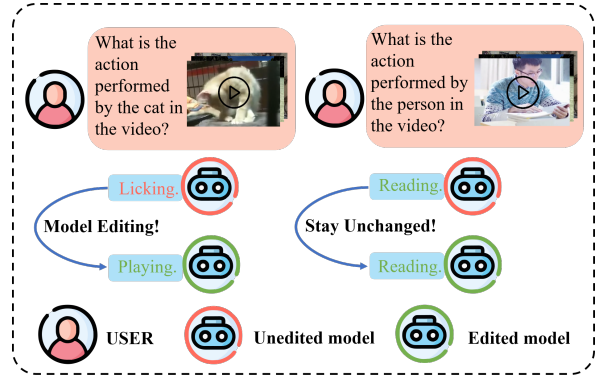 What is the
action
performed
by the cat in
the video?
What is the
action
performed by
the person in
the video?
Licking.
Model Editing!
Playing.
Reading.
Stay Unchanged!
Reading.
USER
Unedited model
Edited model